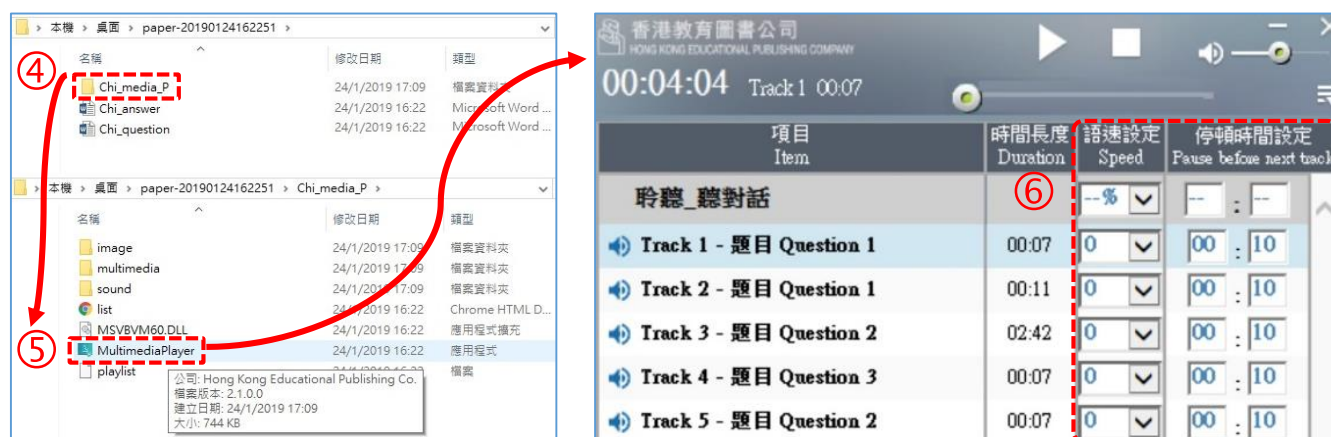 › 本機 › 桌面 › paper-20190124162251 ›
名稱 修改日期 類型
④
Chi_media_P 24/1/2019 17:09 檔案資料夾
Chi_answer 24/1/2019 16:22 Microsoft Word ...
Chi_question 24/1/2019 16:22 Microsoft Word ...
› 本機 › 桌面 › paper-20190124162251 › Chi_media_P ›
名稱 修改日期 類型
image 24/1/2019 17:09 檔案資料夾
multimedia 24/1/2019 17:09 檔案資料夾
sound 24/1/2019 17:09 檔案資料夾
list 24/1/2019 16:22 Chrome HTML D...
MSVBVM60.DLL 24/1/2019 16:22 應用程式擴充
⑤
MultimediaPlayer 24/1/2019 16:22 應用程式
playlist 檔案
公司: Hong Kong Educational Publishing Co.
檔案版本: 2.1.0.0
建立日期: 24/1/2019 17:09
大小: 744 KB
香港教育圖書公司
HONG KONG EDUCATIONAL PUBLISHING COMPANY
00:04:04 Track 1 00:07
項目 時間長度 語速設定 停頓時間設定
Item Duration Speed Pause before next track
⑥
聆聽_聽對話 --% -- : --
Track 1 - 題目 Question 1 00:07 0 00 : 10
Track 2 - 題目 Question 1 00:11 0 00 : 10
Track 3 - 題目 Question 2 02:42 0 00 : 10
Track 4 - 題目 Question 3 00:07 0 00 : 10
Track 5 - 題目 Question 2 00:07 0 00 : 10